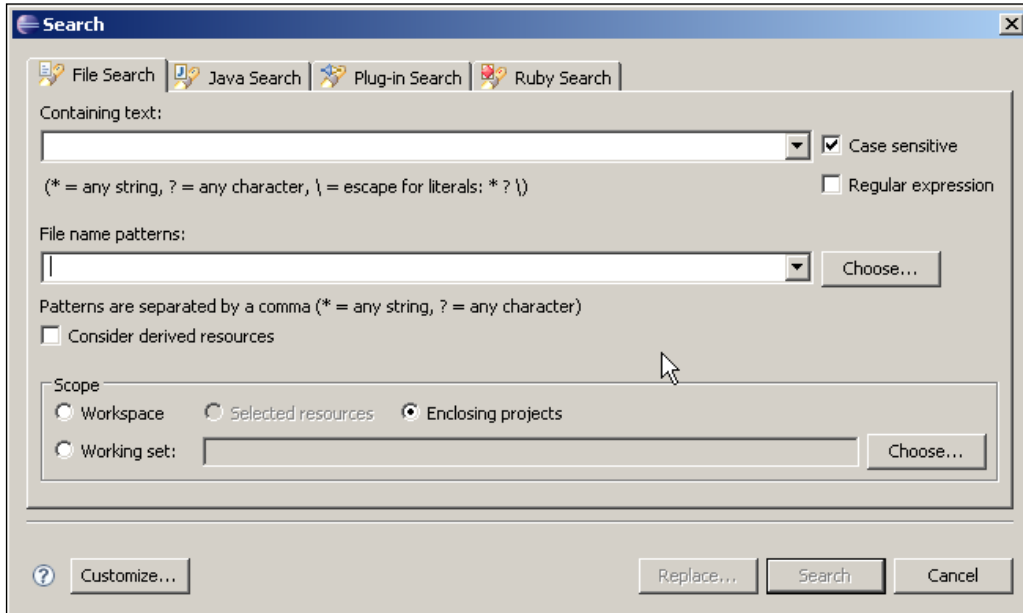 Search
File Search Java Search Plug-in Search Ruby Search
Containing text:
Case sensitive
(* = any string, ? = any character, \ = escape for literals: * ? \)
Regular expression
File name patterns:
Choose...
Patterns are separated by a comma (* = any string, ? = any character)
Consider derived resources
Scope
Workspace Selected resources Enclosing projects
Working set: Choose...
Customize... Replace... Search Cancel